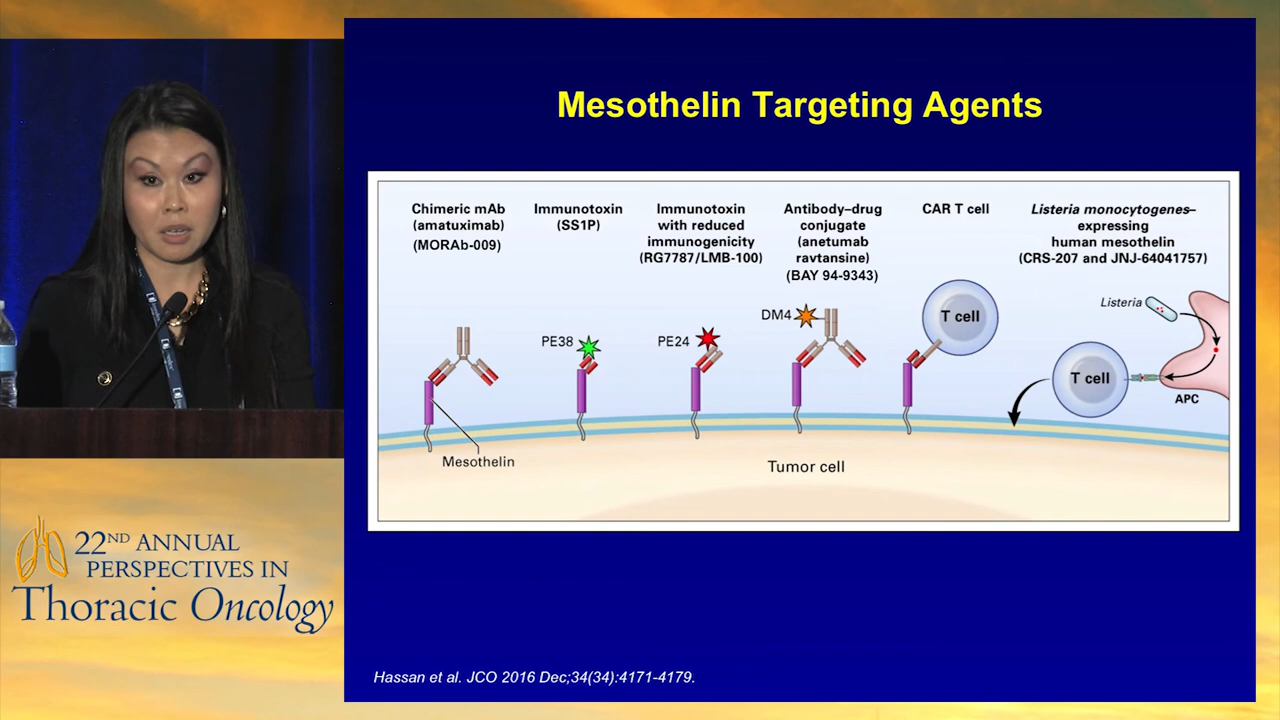 Mesothelin Targeting Agents
Chimeric mAb
(amatuximab)
(MORAb-009)
Immunotoxin
(SS1P)
Immunotoxin
with reduced
immunogenicity
(RG7787/LMB-100)
Antibody–drug
conjugate
(anetumab
ravtansine)
(BAY 94-9343)
CAR T cell
Listeria monocytogenes–
expressing
human mesothelin
(CRS-207 and JNJ-64041757)
PE38
PE24
DM4
T cell
Listeria
T cell
APC
Mesothelin
Tumor cell
22ND ANNUAL
PERSPECTIVES IN
Thoracic Oncology
Hassan et al. JCO 2016 Dec;34(34):4171-4179.